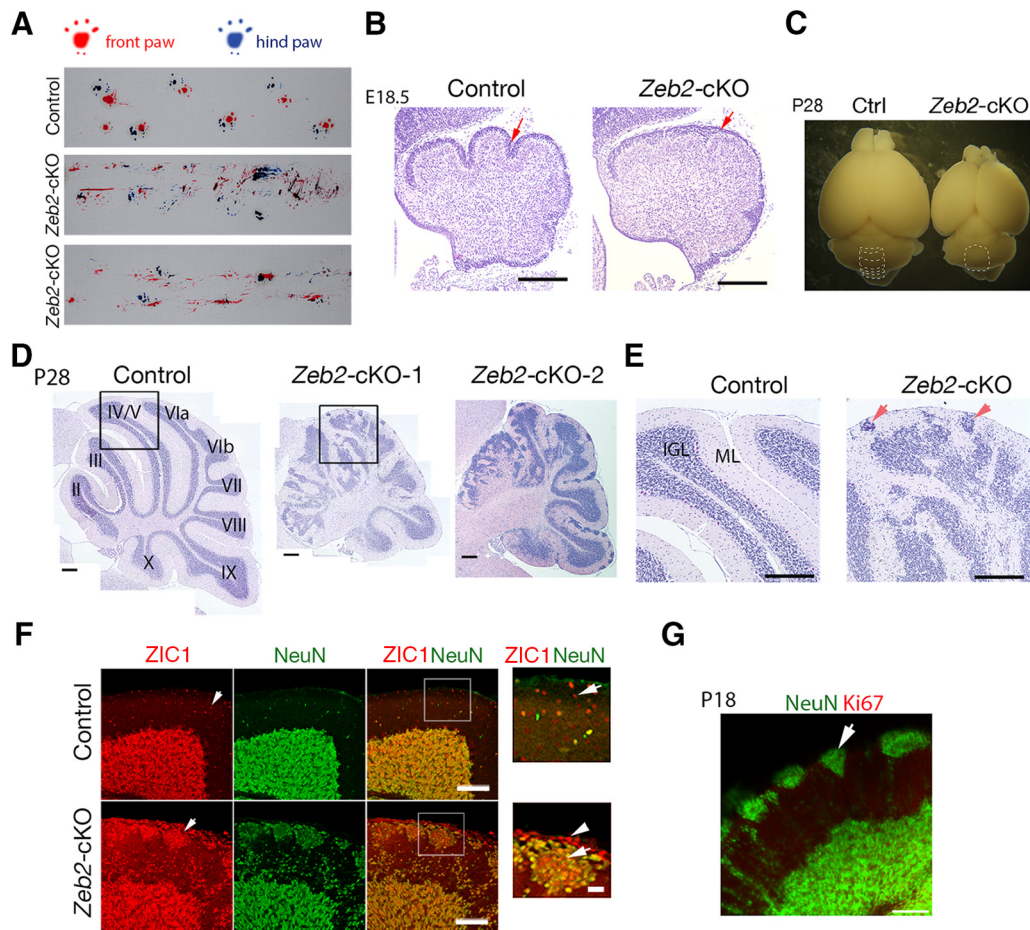 A
front paw
hind paw
Control
Zeb2-cKO
Zeb2-cKO
B
E18.5
Control
Zeb2-cKO
C
P28
Ctrl
Zeb2-cKO
D
P28
Control
Zeb2-cKO-1
Zeb2-cKO-2
IV/V
VIa
VIb
III
II
VII
VIII
X
IX
E
Control
Zeb2-cKO
IGL
ML
F
ZIC1
NeuN
ZIC1 NeuN
ZIC1 NeuN
Control
Zeb2-cKO
G
P18
NeuN Ki67